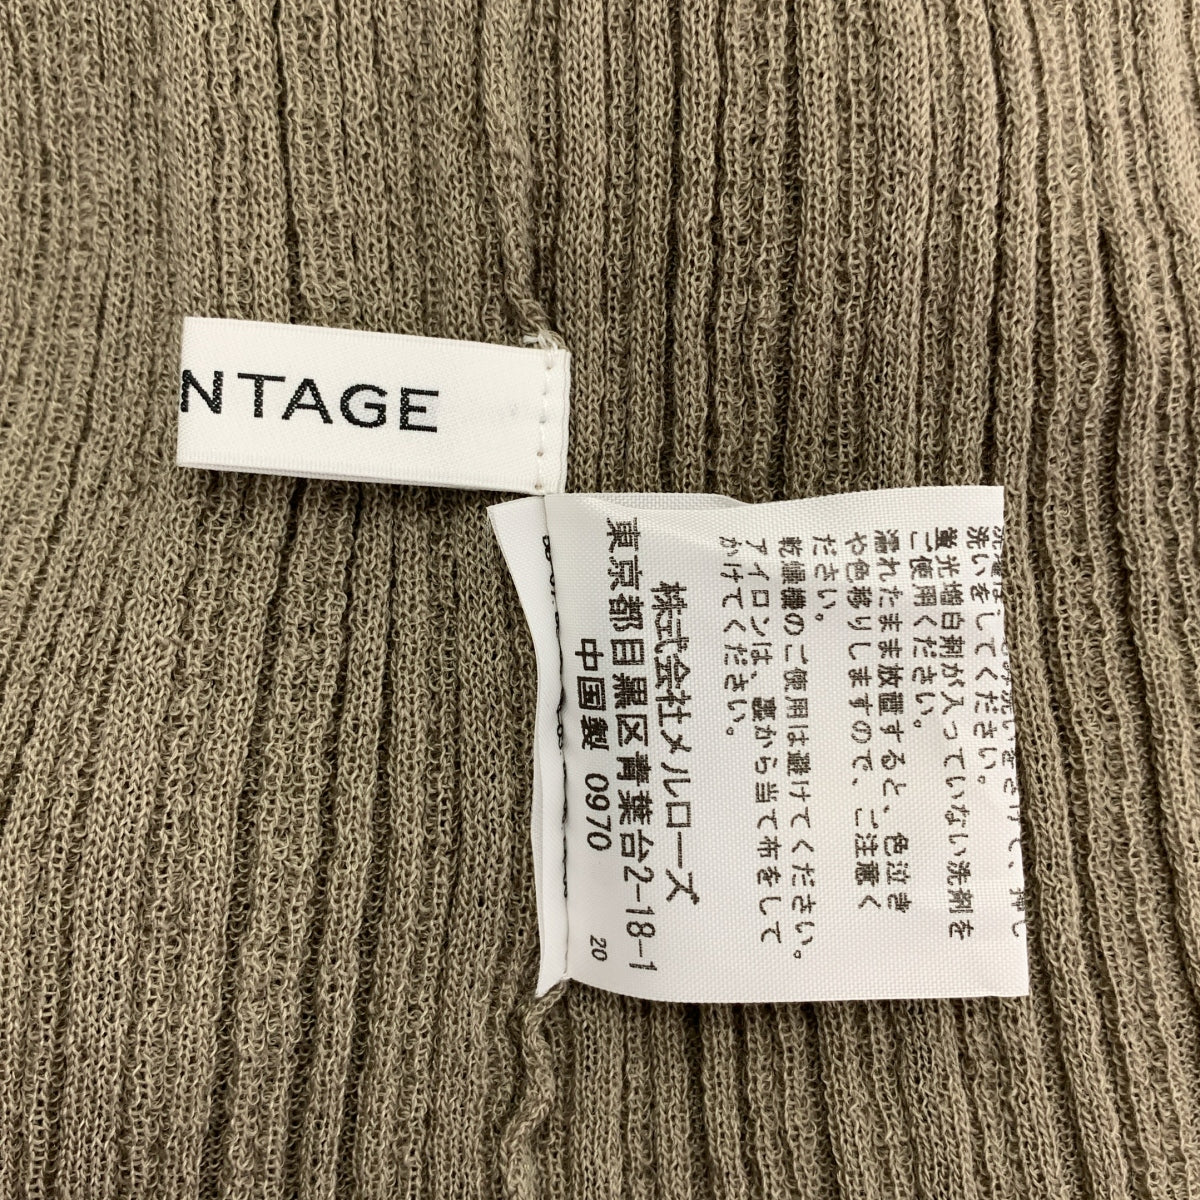 NTAGE
洗いをしてください。
蛍光増白剤が入っていない洗剤を
ご使用ください。
濡れたまま放置すると、色泣き
や色移りしますので、ご注意く
ださい。
乾燥機のご使用は避けてください。
アイロンは、裏から当て布をして
かけてください。
株式会社メルローズ
東京都目黒区青葉台2-18-1
中国製 0970
20